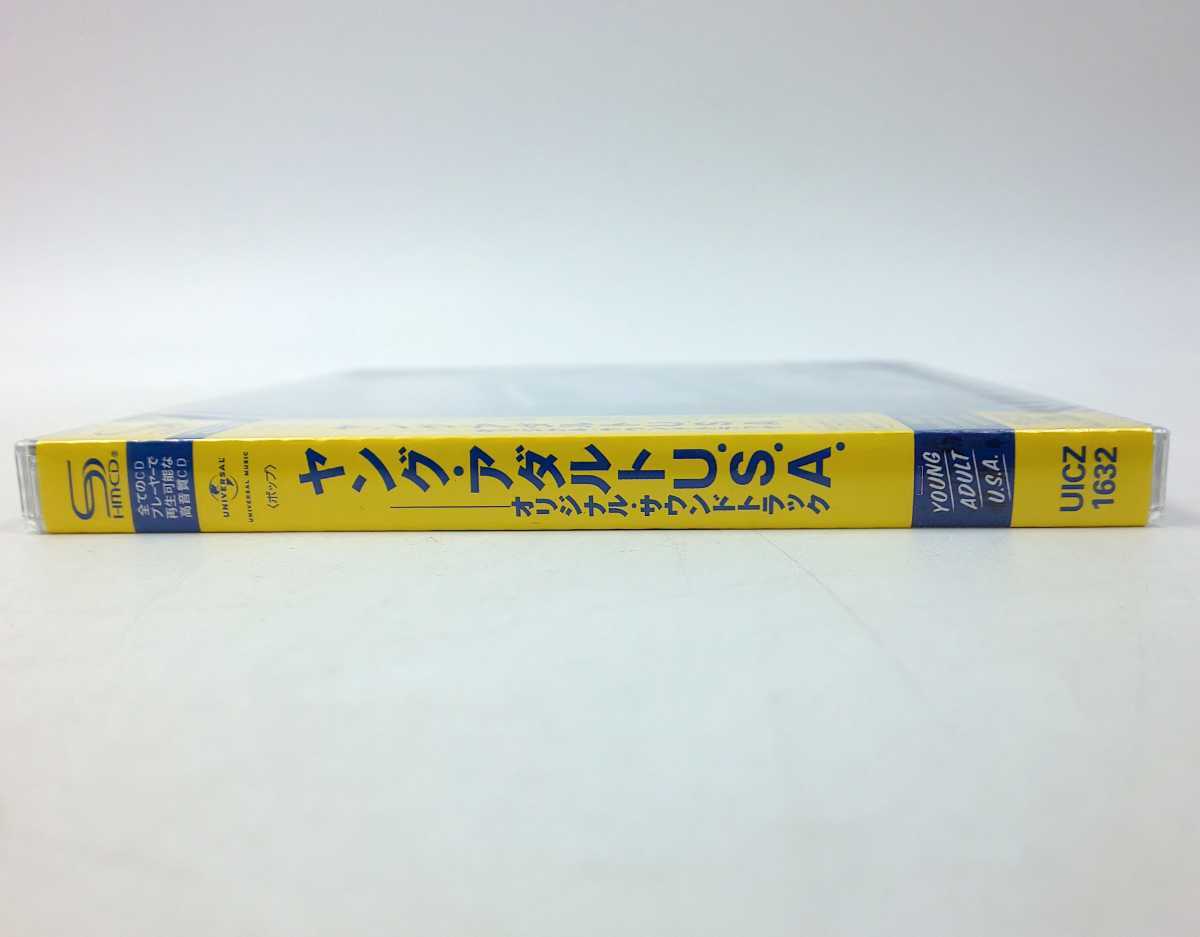 SHM-CD®
全てのCD
プレーヤーで
再生可能な
高音質CD
UNIVERSAL
UNIVERSAL MUSIC
〈ポップ〉
ヤング・アダルトU.S.A.
オリジナル・サウンドトラック
YOUNG
ADULT
U.S.A.
UICZ
1632